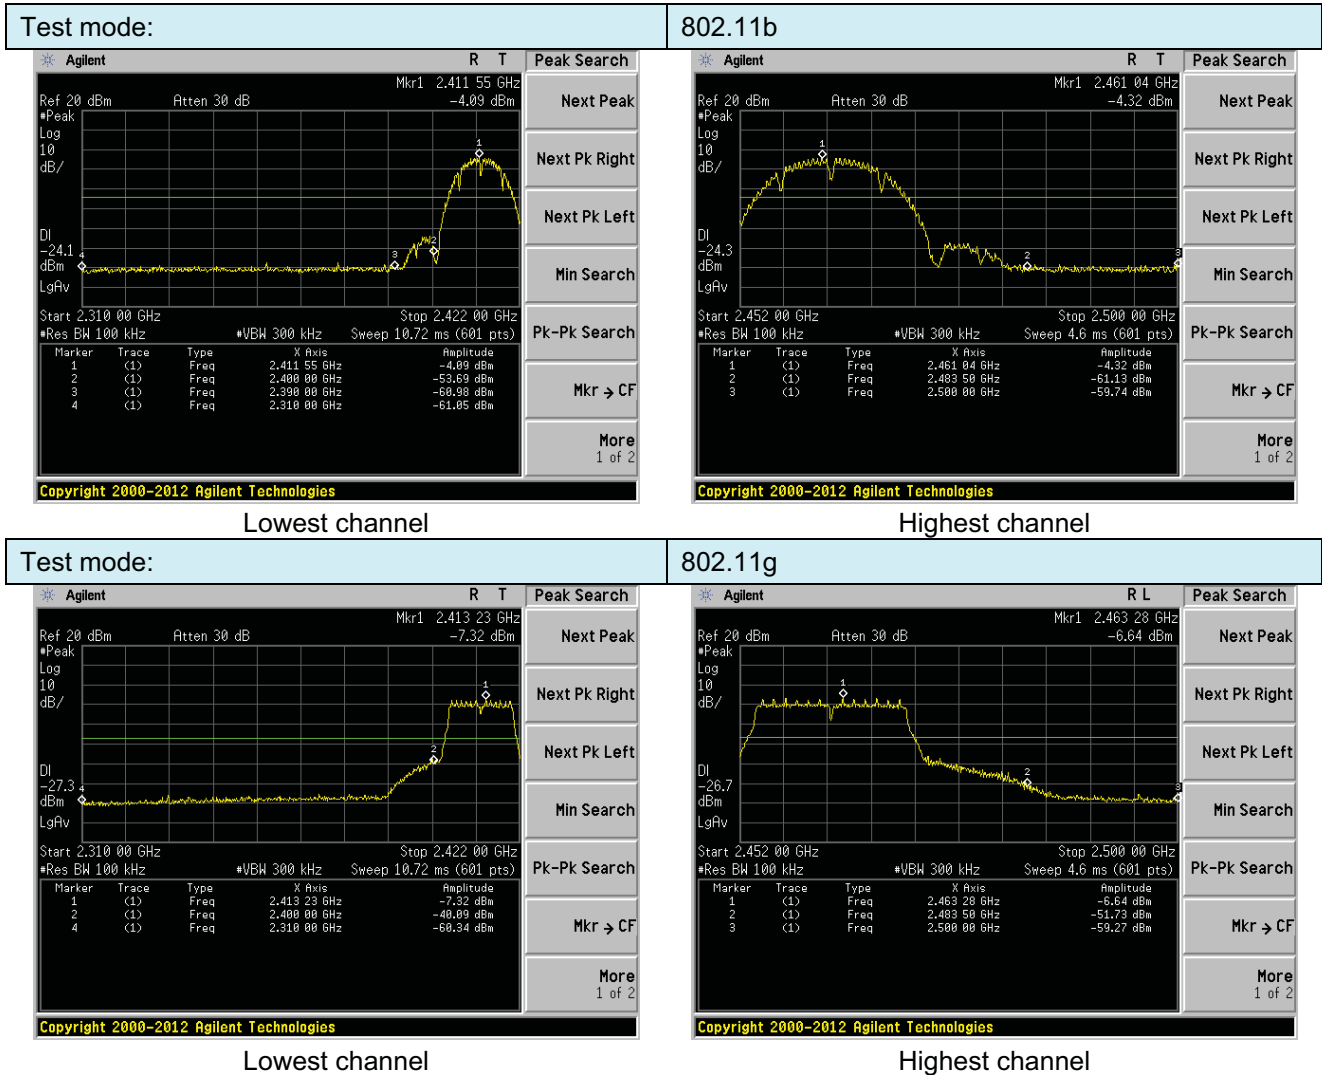 Test mode: 802.11b
Agilent R T Peak Search
Mkr1 2.411 55 GHz
Ref 20 dBm Atten 30 dB -4.09 dBm
#Peak
Log
10
dB/
DI
-24.1
dBm
LgAv
1
2
3
4
Start 2.310 00 GHz Stop 2.422 00 GHz
#Res BW 100 kHz #VBW 300 kHz Sweep 10.72 ms (601 pts)
Marker Trace Type X Axis Amplitude
1 (1) Freq 2.411 55 GHz -4.09 dBm
2 (1) Freq 2.400 00 GHz -53.69 dBm
3 (1) Freq 2.390 00 GHz -60.98 dBm
4 (1) Freq 2.310 00 GHz -61.05 dBm
Next Peak
Next Pk Right
Next Pk Left
Min Search
Pk-Pk Search
Mkr → CF
More
1 of 2
Copyright 2000-2012 Agilent Technologies
Lowest channel
Agilent R T Peak Search
Mkr1 2.461 04 GHz
Ref 20 dBm Atten 30 dB -4.32 dBm
#Peak
Log
10
dB/
DI
-24.3
dBm
LgAv
1
2
3
Start 2.452 00 GHz Stop 2.500 00 GHz
#Res BW 100 kHz #VBW 300 kHz Sweep 4.6 ms (601 pts)
Marker Trace Type X Axis Amplitude
1 (1) Freq 2.461 04 GHz -4.32 dBm
2 (1) Freq 2.483 50 GHz -61.13 dBm
3 (1) Freq 2.500 00 GHz -59.74 dBm
Next Peak
Next Pk Right
Next Pk Left
Min Search
Pk-Pk Search
Mkr → CF
More
1 of 2
Copyright 2000-2012 Agilent Technologies
Highest channel
Test mode: 802.11g
Agilent R T Peak Search
Mkr1 2.413 23 GHz
Ref 20 dBm Atten 30 dB -7.32 dBm
#Peak
Log
10
dB/
DI
-27.3
dBm
LgAv
1
2
4
Start 2.310 00 GHz Stop 2.422 00 GHz
#Res BW 100 kHz #VBW 300 kHz Sweep 10.72 ms (601 pts)
Marker Trace Type X Axis Amplitude
1 (1) Freq 2.413 23 GHz -7.32 dBm
2 (1) Freq 2.400 00 GHz -40.09 dBm
4 (1) Freq 2.310 00 GHz -60.34 dBm
Next Peak
Next Pk Right
Next Pk Left
Min Search
Pk-Pk Search
Mkr → CF
More
1 of 2
Copyright 2000-2012 Agilent Technologies
Lowest channel
Agilent R L Peak Search
Mkr1 2.463 28 GHz
Ref 20 dBm Atten 30 dB -6.64 dBm
#Peak
Log
10
dB/
DI
-26.7
dBm
LgAv
1
2
3
Start 2.452 00 GHz Stop 2.500 00 GHz
#Res BW 100 kHz #VBW 300 kHz Sweep 4.6 ms (601 pts)
Marker Trace Type X Axis Amplitude
1 (1) Freq 2.463 28 GHz -6.64 dBm
2 (1) Freq 2.483 50 GHz -51.73 dBm
3 (1) Freq 2.500 00 GHz -59.27 dBm
Next Peak
Next Pk Right
Next Pk Left
Min Search
Pk-Pk Search
Mkr → CF
More
1 of 2
Copyright 2000-2012 Agilent Technologies
Highest channel